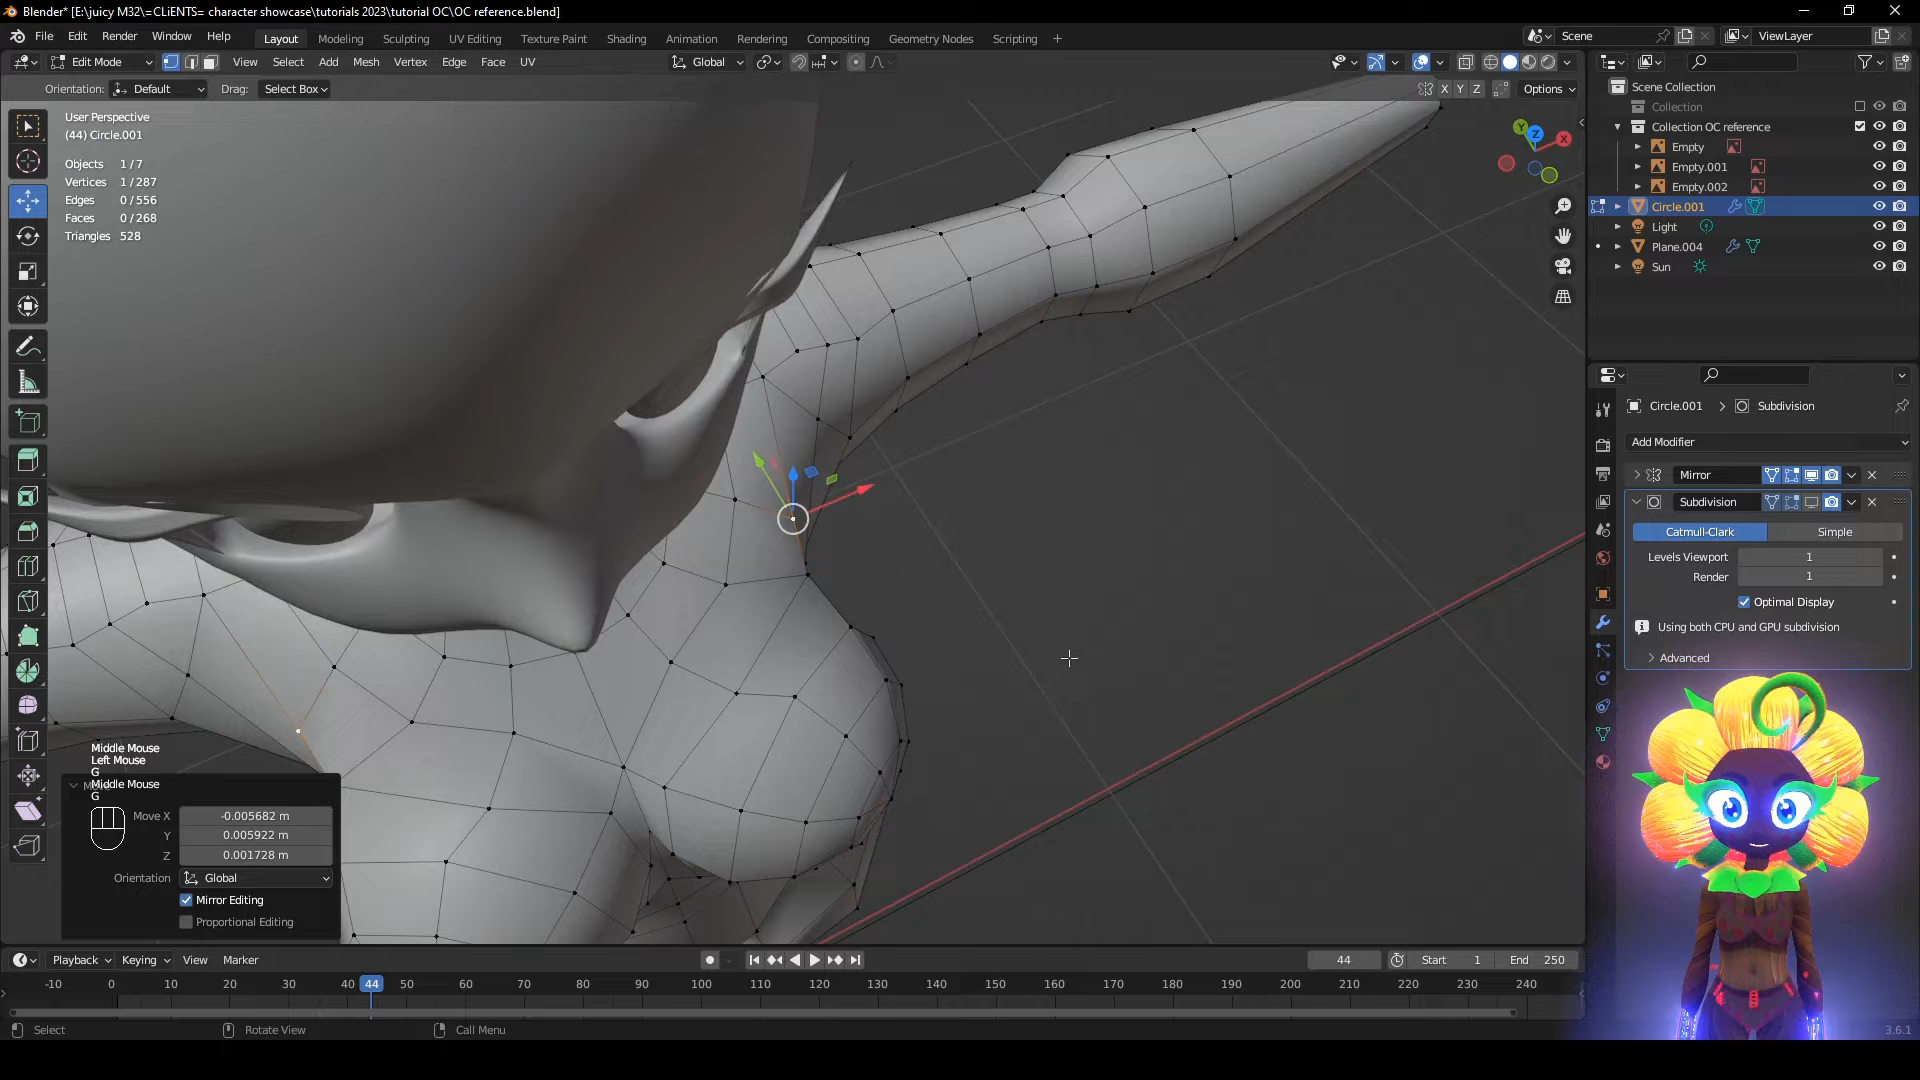 Blender* [E:\juicy M32\=CLiENTS= character showcase\tutorials 2023\tutorial OC\OC reference.blend]
File Edit Render Window Help Layout Modeling Sculpting UV Editing Texture Paint Shading Animation Rendering Compositing Geometry Nodes Scripting + Scene ViewLayer
Edit Mode View Select Add Mesh Vertex Edge Face UV Global
Orientation: Default Drag: Select Box X Y Z Options
User Perspective
(44) Circle.001
Objects 1/7
Vertices 1/287
Edges 0/556
Faces 0/268
Triangles 528
Y Z X
Scene Collection
Collection
Collection OC reference
Empty
Empty.001
Empty.002
Circle.001
Light
Plane.004
Sun
Circle.001 > Subdivision
Add Modifier
Mirror
Subdivision
Catmull-Clark Simple
Levels Viewport 1
Render 1
Optimal Display
Using both CPU and GPU subdivision
Advanced
Middle Mouse
Left Mouse
G
Middle Mouse
G
Move X -0.005682 m
Y 0.005922 m
Z 0.001728 m
Orientation Global
Mirror Editing
Proportional Editing
Playback Keying View Marker 44 Start 1 End 250
-10 0 10 20 30 40 44 50 60 70 80 90 100 110 120 130 140 150 160 170 180 190 200 210 220 230 240
Select Rotate View Call Menu 3.6.1